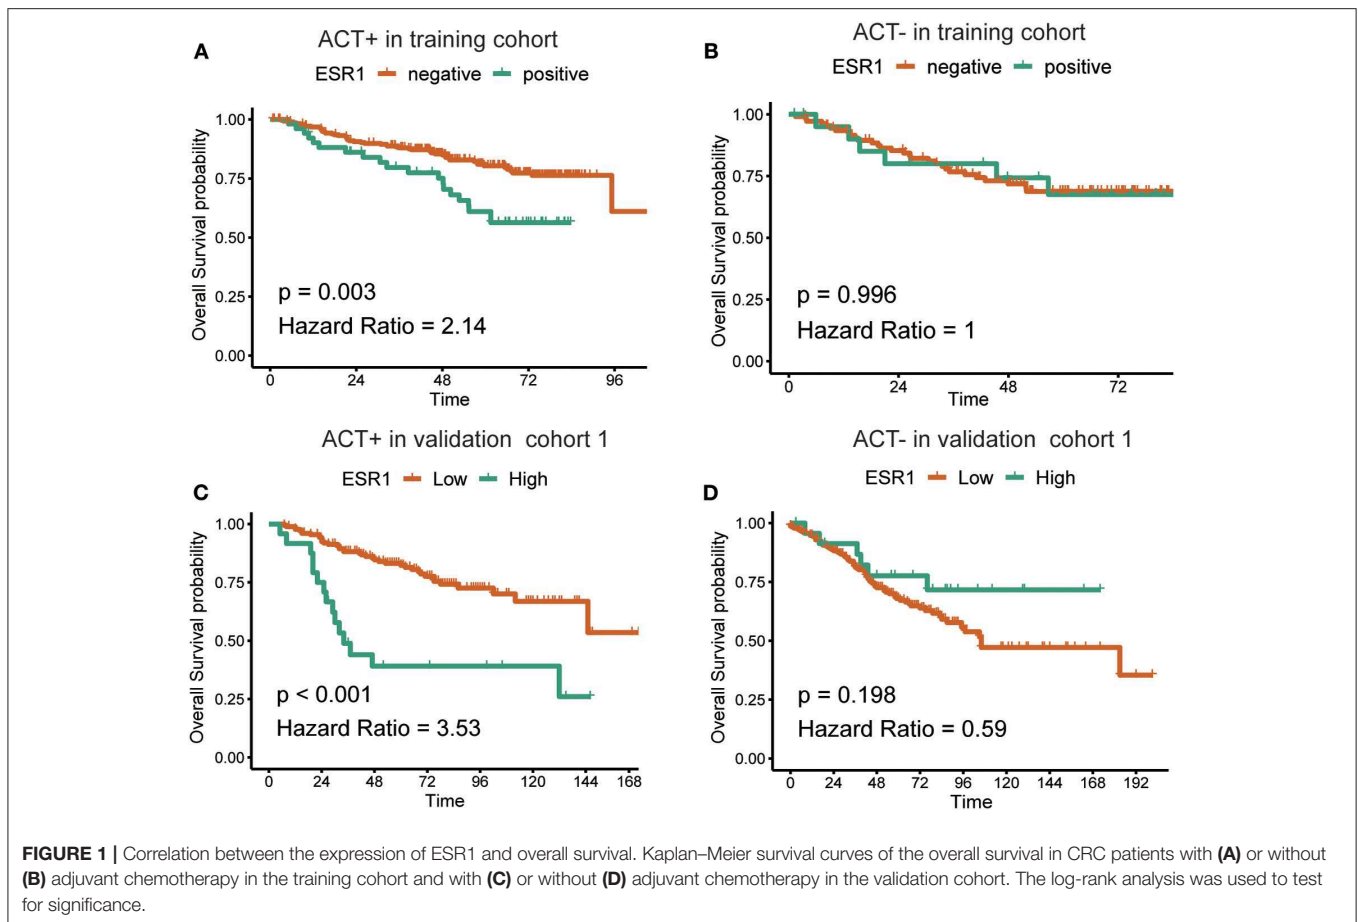 A
ACT+ in training cohort
ESR1 negative positive
Overall Survival probability
1.00
0.75
0.50
0.25
0.00
p = 0.003
Hazard Ratio = 2.14
0 24 48 72 96
Time
B
ACT- in training cohort
ESR1 negative positive
Overall Survival probability
1.00
0.75
0.50
0.25
0.00
p = 0.996
Hazard Ratio = 1
0 24 48 72
Time
C
ACT+ in validation cohort 1
ESR1 Low High
Overall Survival probability
1.00
0.75
0.50
0.25
0.00
p < 0.001
Hazard Ratio = 3.53
0 24 48 72 96 120 144 168
Time
D
ACT- in validation cohort 1
ESR1 Low High
Overall Survival probability
1.00
0.75
0.50
0.25
0.00
p = 0.198
Hazard Ratio = 0.59
0 24 48 72 96 120 144 168 192
Time
FIGURE 1 | Correlation between the expression of ESR1 and overall survival. Kaplan–Meier survival curves of the overall survival in CRC patients with (A) or without
(B) adjuvant chemotherapy in the training cohort and with (C) or without (D) adjuvant chemotherapy in the validation cohort. The log-rank analysis was used to test
for significance.